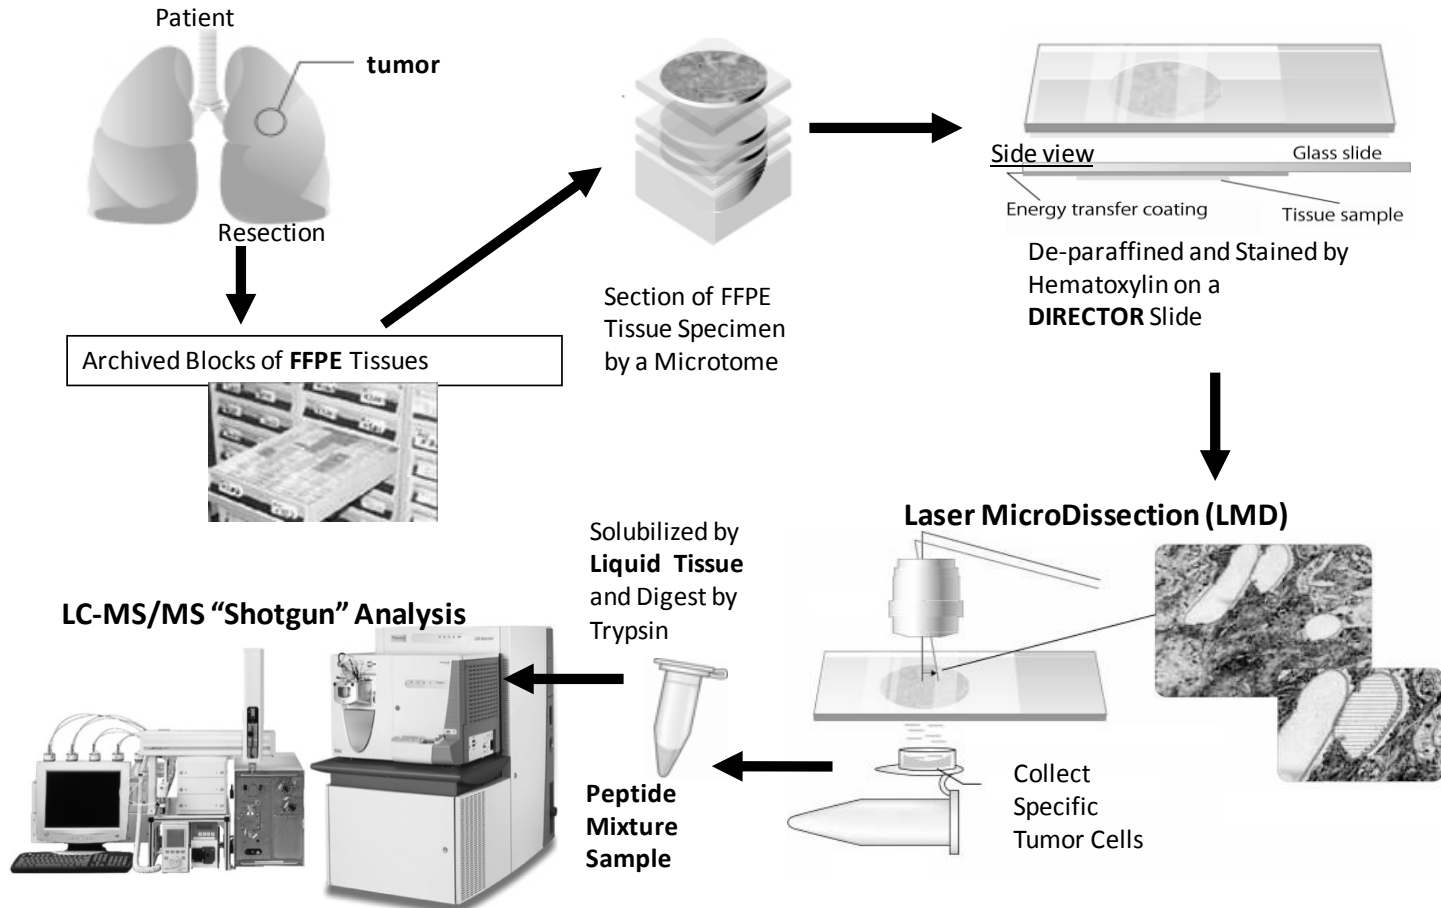 Patient
tumor
Resection
Archived Blocks of FFPE Tissues
Section of FFPE
Tissue Specimen
by a Microtome
Side view
Glass slide
Energy transfer coating
Tissue sample
De-paraffined and Stained by
Hematoxylin on a
DIRECTOR Slide
Laser MicroDissection (LMD)
Collect
Specific
Tumor Cells
Solubilized by
Liquid Tissue
and Digest by
Trypsin
Peptide
Mixture
Sample
LC-MS/MS “Shotgun” Analysis